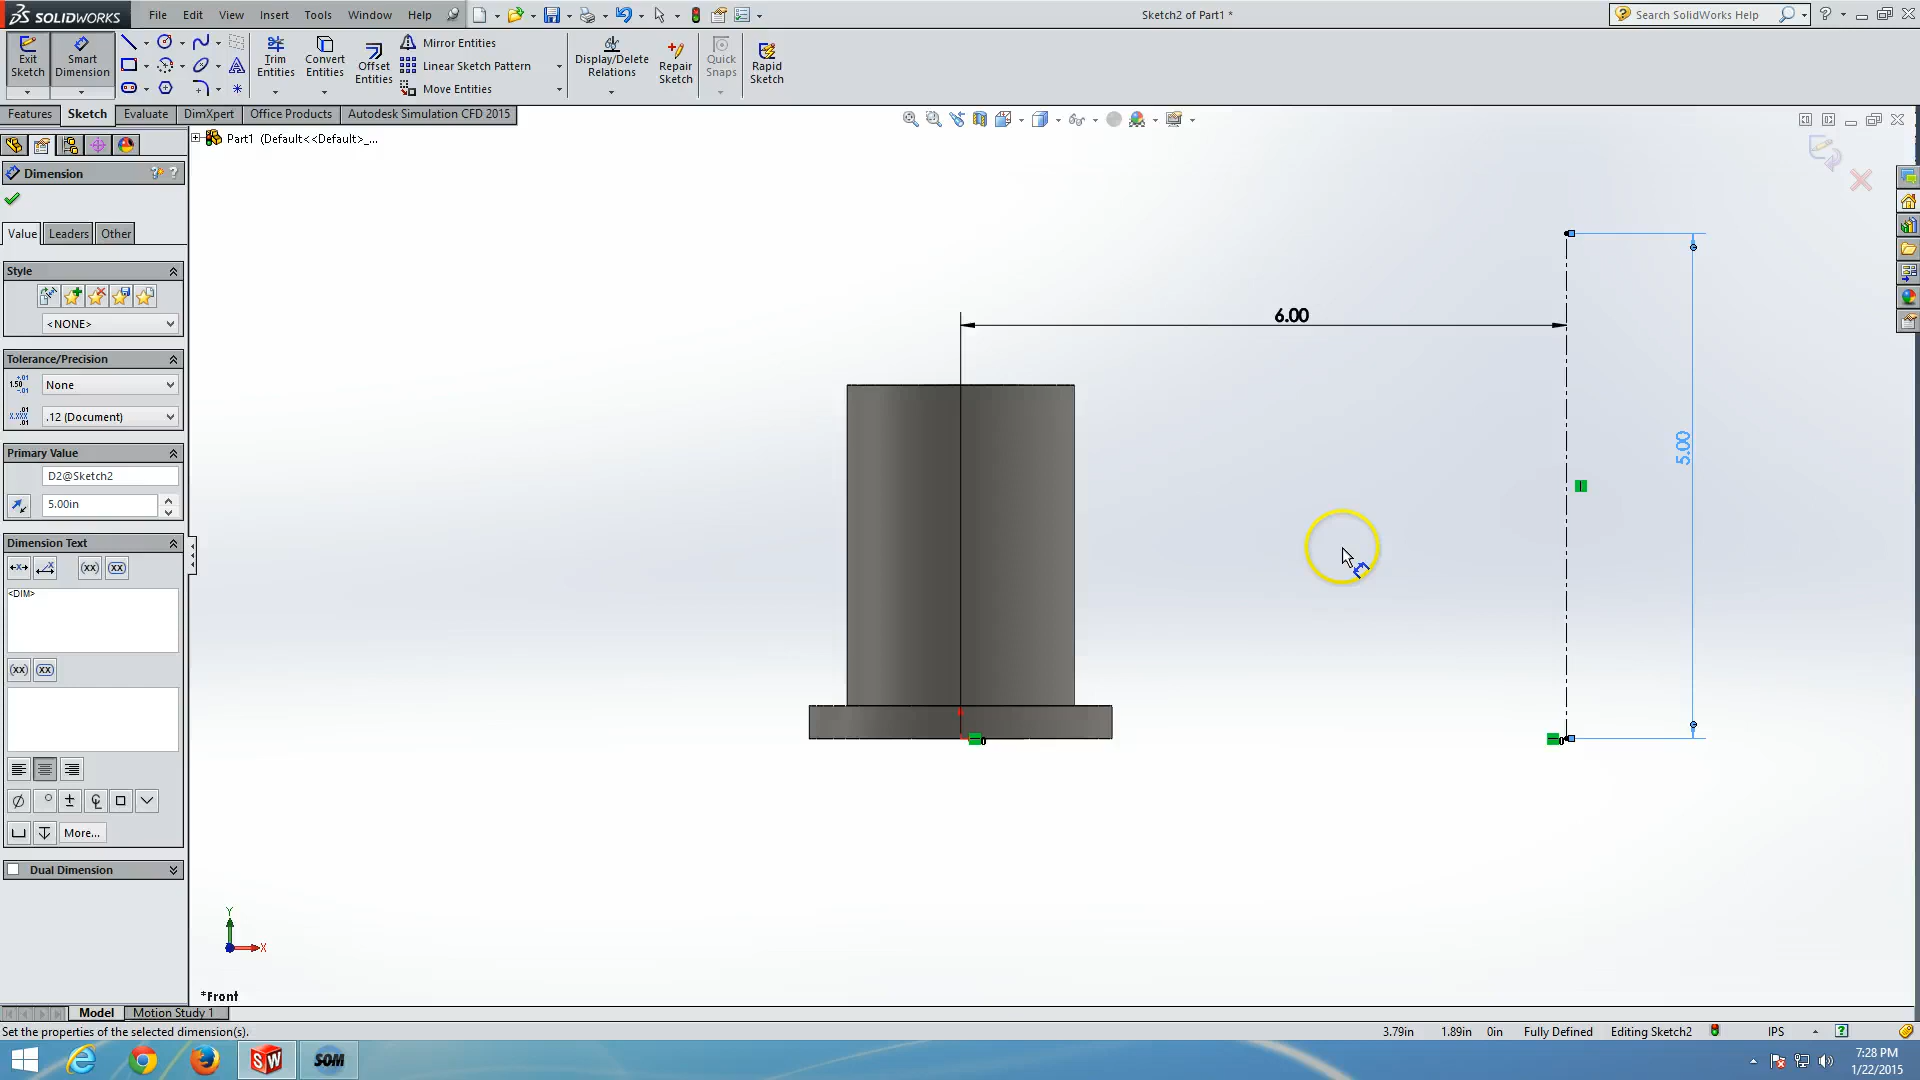 SOLIDWORKS File Edit View Insert Tools Window Help Sketch2 of Part1 * Search SolidWorks Help
Exit Sketch
Smart Dimension
Trim Entities
Convert Entities
Offset Entities
Mirror Entities
Linear Sketch Pattern
Move Entities
Display/Delete Relations
Repair Sketch
Quick Snaps
Rapid Sketch
Features Sketch Evaluate DimXpert Office Products Autodesk Simulation CFD 2015
Part1 (Default<<Default>_...
Dimension
Value Leaders Other
Style
<NONE>
Tolerance/Precision
None
.12 (Document)
Primary Value
D2@Sketch2
5.00in
Dimension Text
<DIM>
More...
Dual Dimension
6.00
5.00
Y
X
*Front
Model Motion Study 1
Set the properties of the selected dimension(s). 3.79in 1.89in 0in Fully Defined Editing Sketch2 IPS
SOM
7:28 PM
1/22/2015